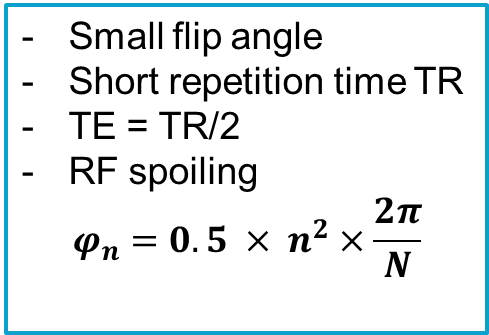 - Small flip angle
- Short repetition time TR
- TE = TR/2
- RF spoiling
φₙ = 0.5 × n² × 2π/N